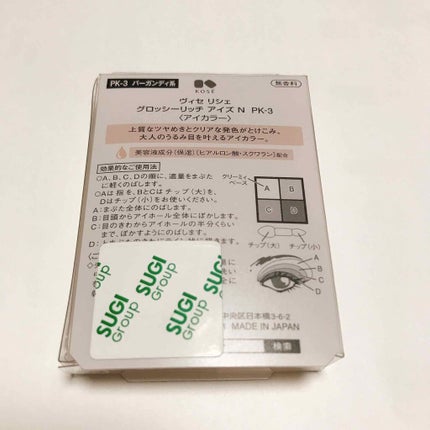 PK-3 バーガンディ系
KOSÉ
無香料
ヴィセ リシェ
グロッシーリッチ アイズ N PK-3
〈アイカラー〉
上質なツヤめきとクリアな発色がとけこみ、
大人のうるみ目を叶えるアイカラー。
美容液成分(保湿)[ヒアルロン酸・スクワラン]配合
効果的なご使用法
○A、B、C、Dの順に、適量をまぶた
に軽くのばします。
○Aは指を、BとCはチップ(大)を、
Dはチップ(小)をお使いください。
A:まぶた全体にのばします。
B:目頭からアイホール全体にぼかします。
C:目のきわからアイホールの半分くらい
まで、ぼかすようにのばします。
D:
クリーミィ
ベース
A
B
C
D
チップ(大)
チップ(小)
A
B
C
D
SUGI
Group
SUGI
Group
SUGI
Group
SUGI
Group
中央区日本橋3-6-2
MADE IN JAPAN
検索